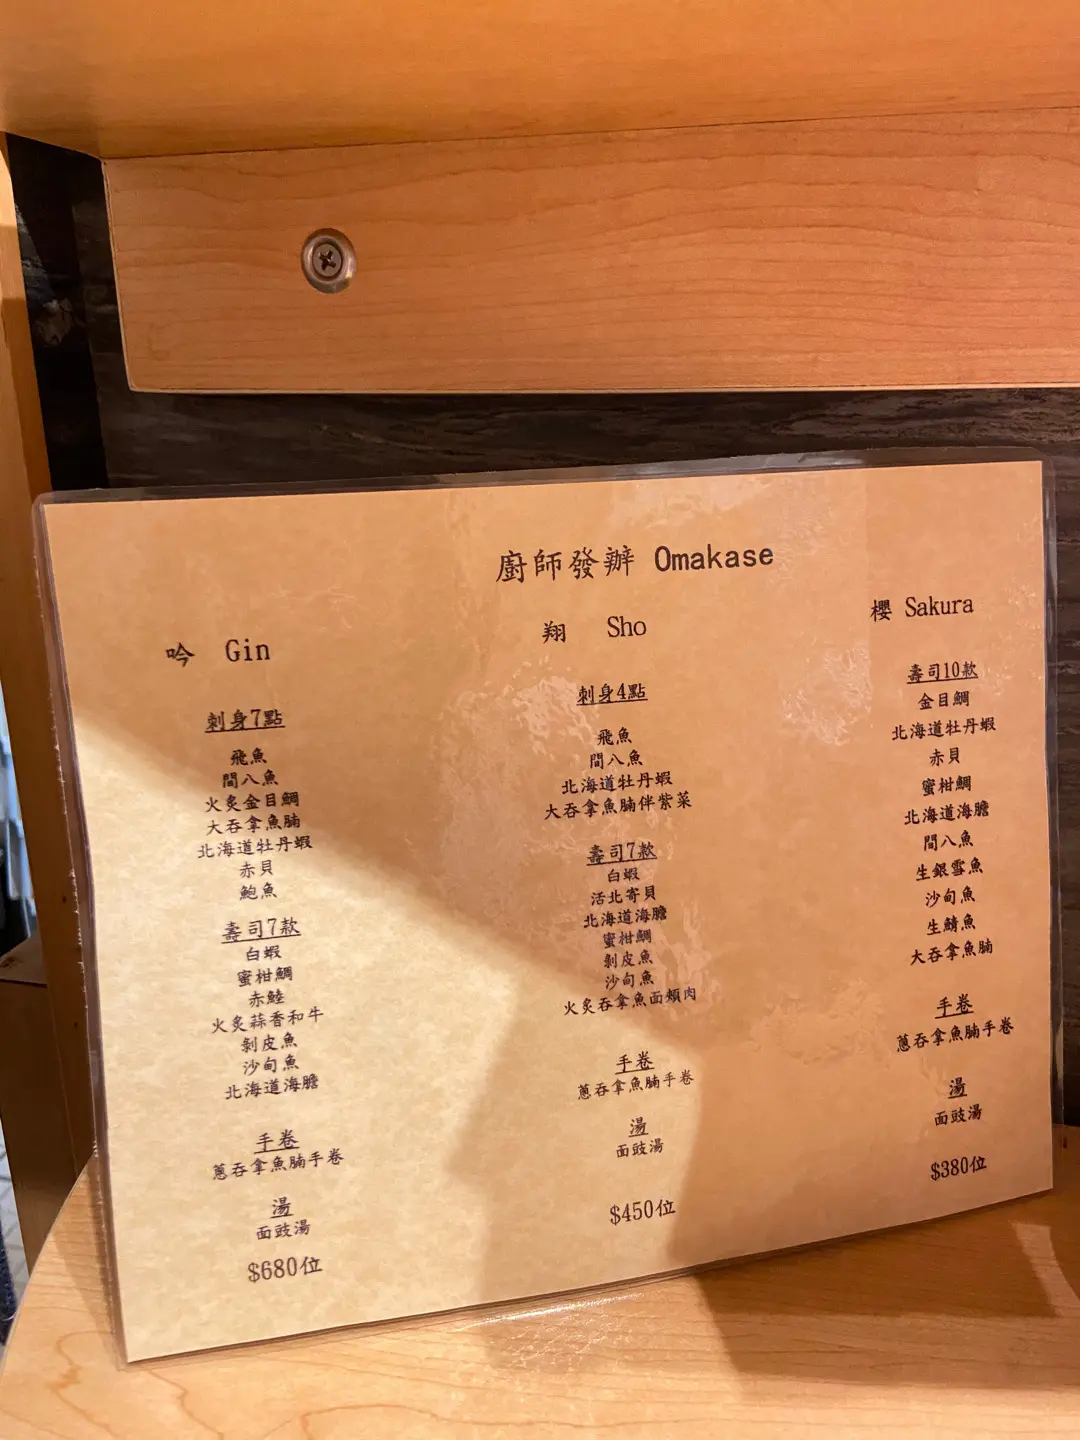 廚師發辦 Omakase
吟 Gin
刺身7點
飛魚
間八魚
火炙金目鯛
大吞拿魚腩
北海道牡丹蝦
赤貝
鮑魚
壽司7款
白蝦
蜜柑鯛
赤鯥
火炙蒜香和牛
剝皮魚
沙甸魚
北海道海膽
手卷
蔥吞拿魚腩手卷
湯
面豉湯
$680位
翔 Sho
刺身4點
飛魚
間八魚
北海道牡丹蝦
大吞拿魚腩伴紫菜
壽司7款
白蝦
活北寄貝
北海道海膽
蜜柑鯛
剝皮魚
沙甸魚
火炙吞拿魚面頰肉
手卷
蔥吞拿魚腩手卷
湯
面豉湯
$450位
櫻 Sakura
壽司10款
金目鯛
北海道牡丹蝦
赤貝
蜜柑鯛
北海道海膽
間八魚
生銀雪魚
沙甸魚
生鯖魚
大吞拿魚腩
手卷
蔥吞拿魚腩手卷
湯
面豉湯
$380位